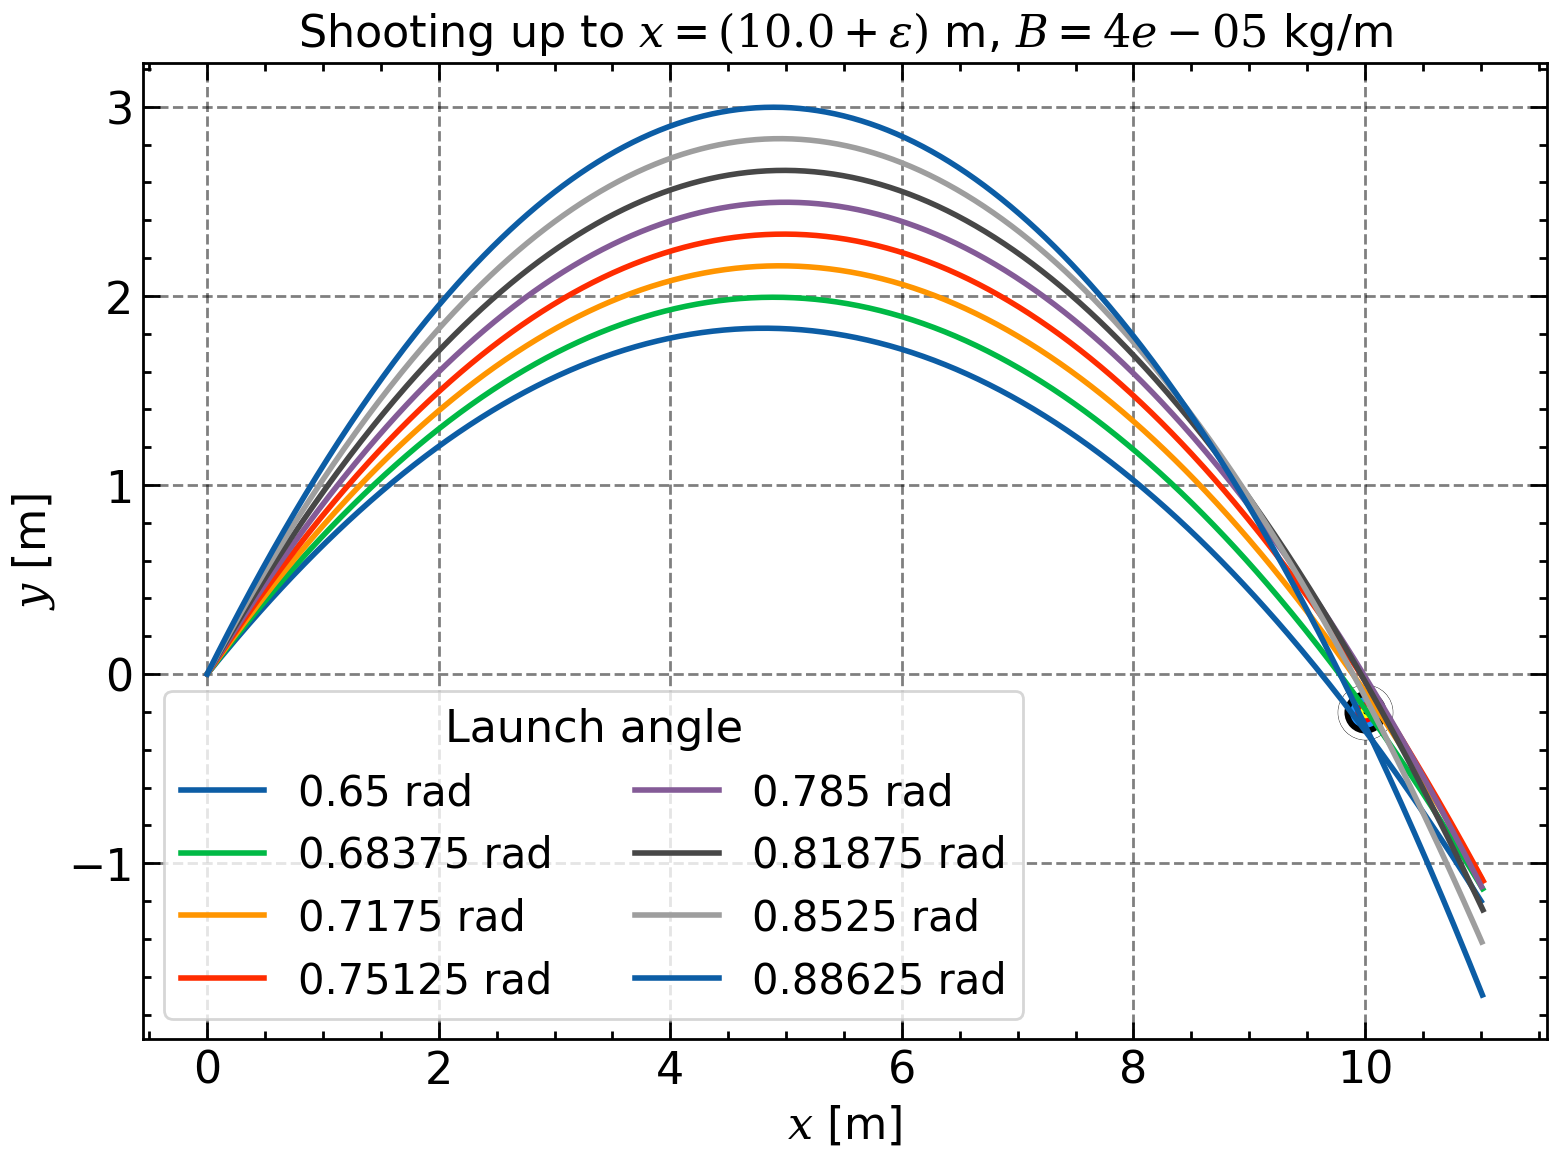 Shooting up to x = (10.0 + ε) m, B = 4e − 05 kg/m
3
2
1
0
−1
y [m]
Launch angle
0.65 rad
0.68375 rad
0.7175 rad
0.75125 rad
0.785 rad
0.81875 rad
0.8525 rad
0.88625 rad
0 2 4 6 8 10
x [m]